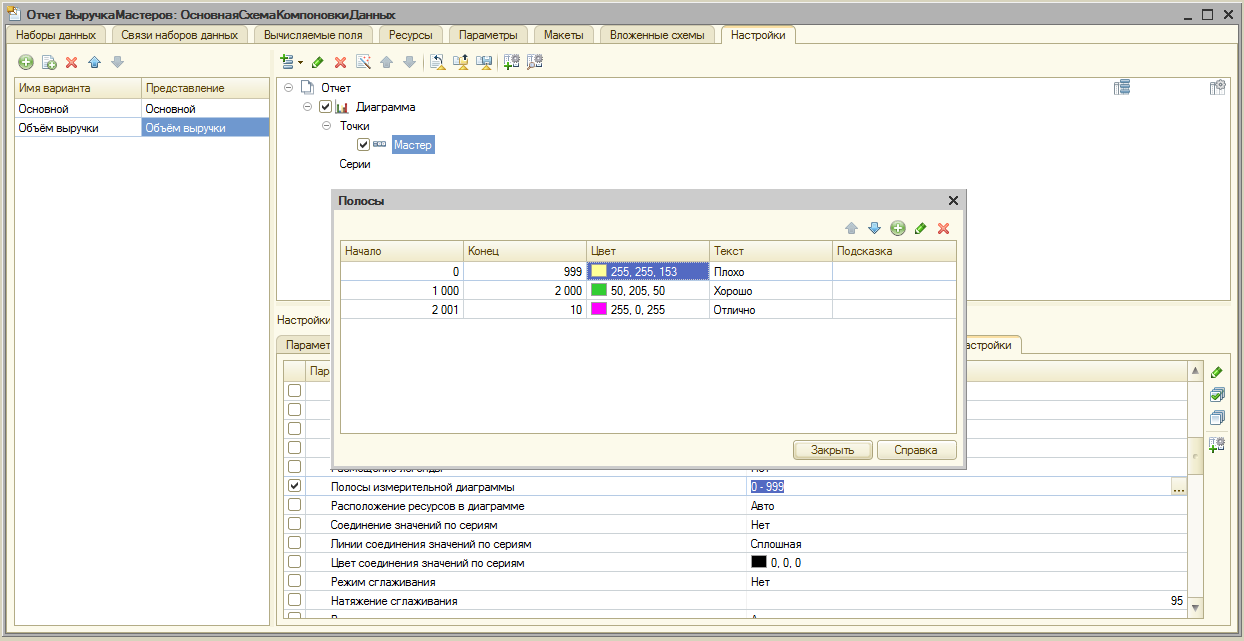 Отчет ВыручкаМастеров: ОсновнаяСхемаКомпоновкиДанных
Наборы данных Связи наборов данных Вычисляемые поля Ресурсы Параметры Макеты Вложенные схемы Настройки
Имя варианта Представление
Основной Основной
Объём выручки Объём выручки
Отчет
Диаграмма
Точки
Мастер
Серии
Полосы
Начало Конец Цвет Текст Подсказка
0 999 255, 255, 153 Плохо
1 000 2 000 50, 205, 50 Хорошо
2 001 10 255, 0, 255 Отлично
Закрыть Справка
Настройки
Парамет астройки
Пар
Полосы измерительной диаграммы 0 - 999 ...
Расположение ресурсов в диаграмме Авто
Соединение значений по сериям Нет
Линии соединения значений по сериям Сплошная
Цвет соединения значений по сериям 0, 0, 0
Режим сглаживания Нет
Натяжение сглаживания 95